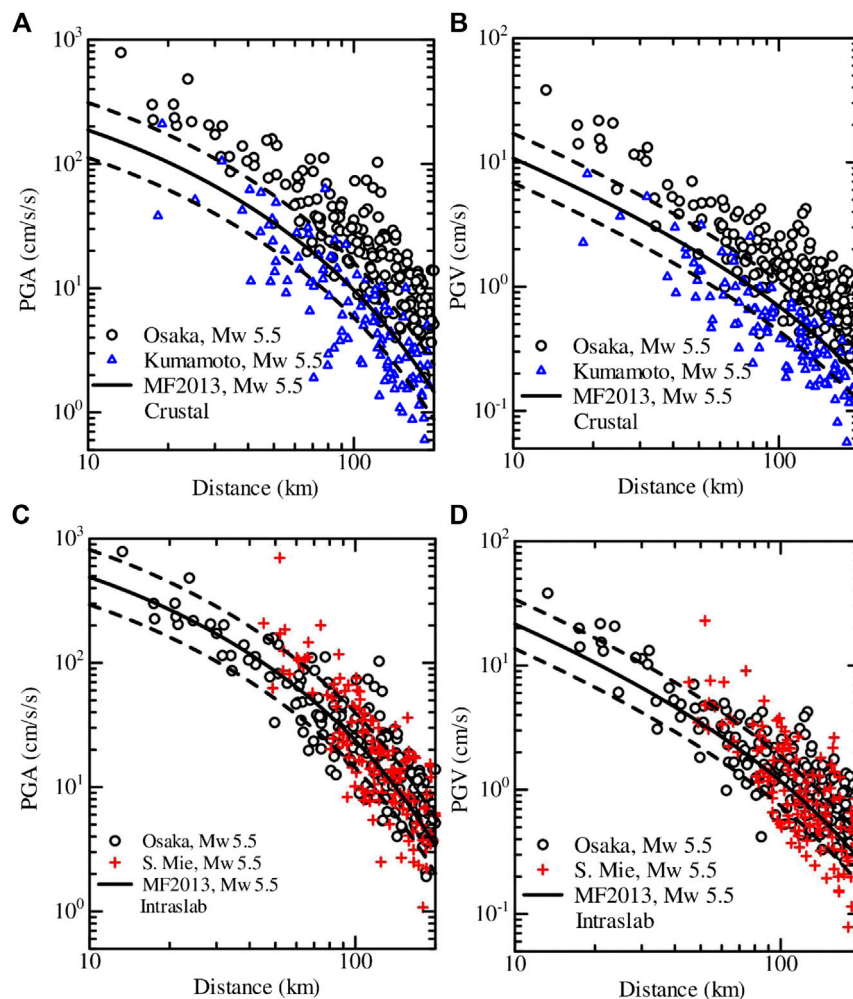 A
10³
10²
10¹
10⁰
PGA (cm/s/s)
Osaka, Mw 5.5
Kumamoto, Mw 5.5
MF2013, Mw 5.5
Crustal
10
100
Distance (km)
B
10²
10¹
10⁰
10⁻¹
PGV (cm/s)
Osaka, Mw 5.5
Kumamoto, Mw 5.5
MF2013, Mw 5.5
Crustal
10
100
Distance (km)
C
10³
10²
10¹
10⁰
PGA (cm/s/s)
Osaka, Mw 5.5
S. Mie, Mw 5.5
MF2013, Mw 5.5
Intraslab
10
100
Distance (km)
D
10²
10¹
10⁰
10⁻¹
PGV (cm/s)
Osaka, Mw 5.5
S. Mie, Mw 5.5
MF2013, Mw 5.5
Intraslab
10
100
Distance (km)